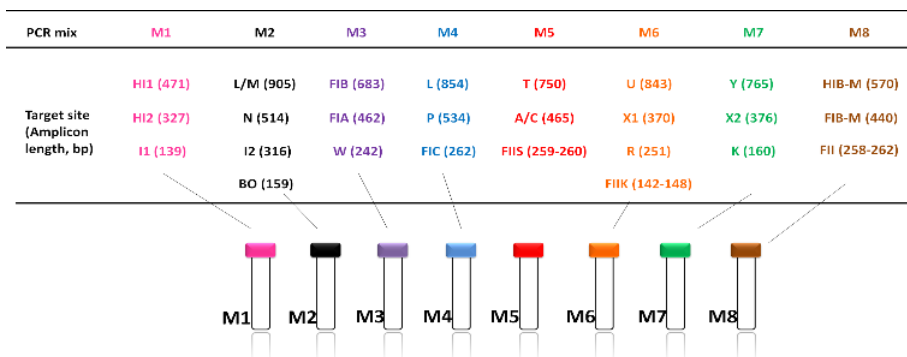 PCR mix M1 M2 M3 M4 M5 M6 M7 M8
HI1 (471) L/M (905) FIB (683) L (854) T (750) U (843) Y (765) HIB-M (570)
Target site HI2 (327) N (514) FIA (462) P (534) A/C (465) X1 (370) X2 (376) FIB-M (440)
(Amplicon
length, bp) I1 (139) I2 (316) W (242) FIC (262) FIIS (259-260) R (251) K (160) FII (258-262)
BO (159) FIIK (142-148)
M1 M2 M3 M4 M5 M6 M7 M8